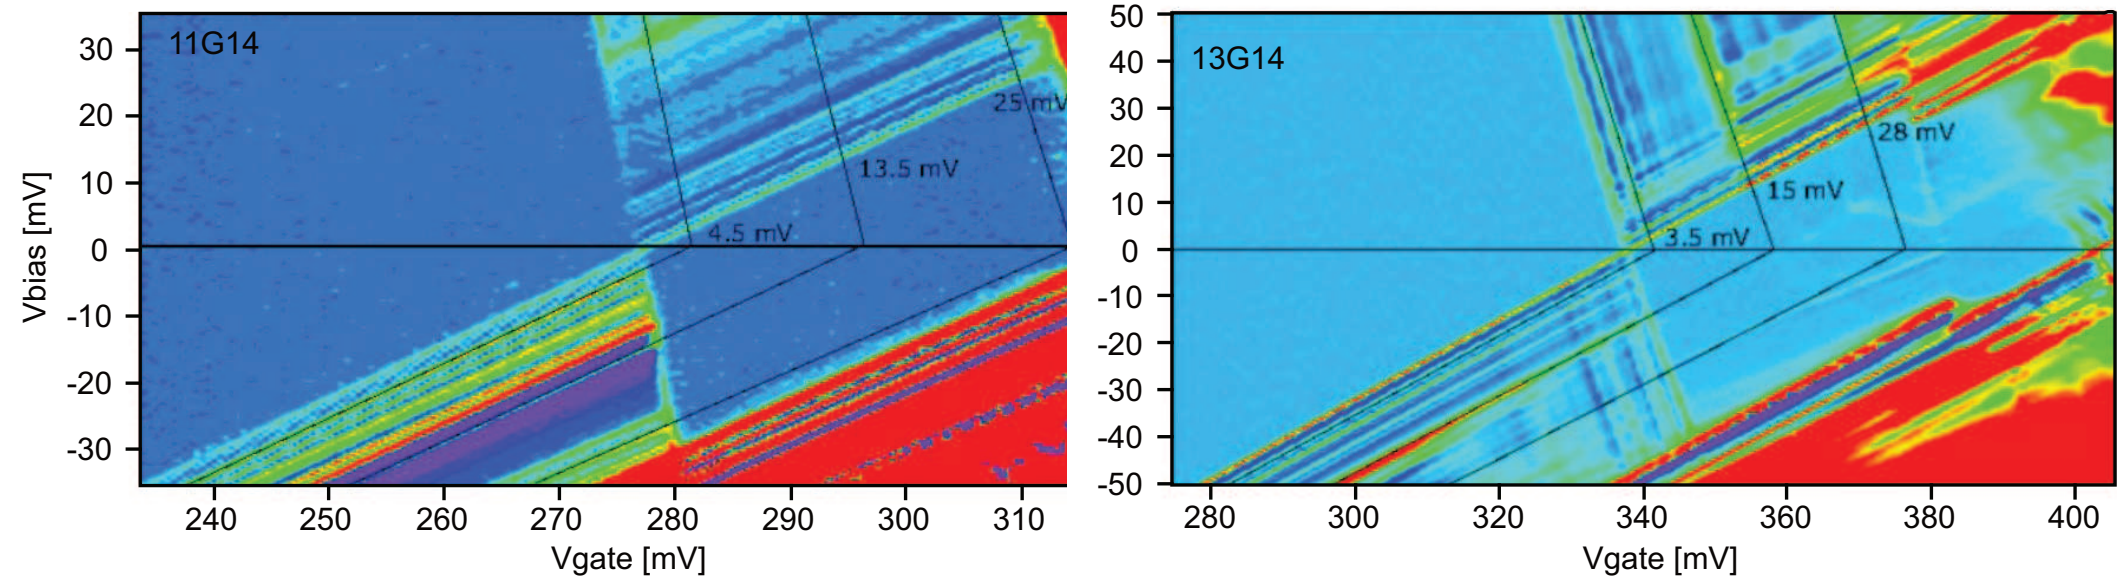 11G14
30
20
10
0
-10
-20
-30
Vbias [mV]
25 mV
13.5 mV
4.5 mV
240 250 260 270 280 290 300 310
Vgate [mV]
13G14
50
40
30
20
10
0
-10
-20
-30
-40
-50
28 mV
15 mV
3.5 mV
280 300 320 340 360 380 400
Vgate [mV]